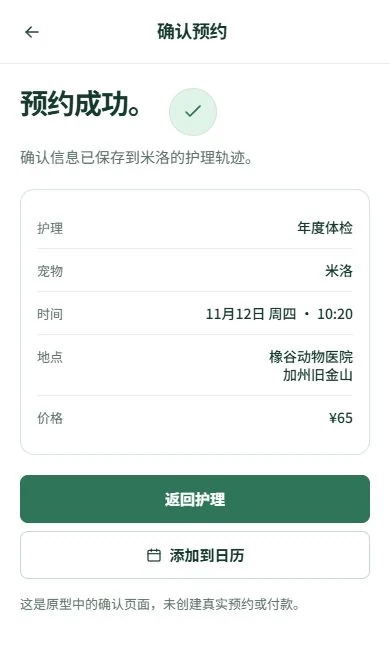 确认预约
预约成功。
确认信息已保存到米洛的护理轨迹。
护理 年度体检
宠物 米洛
时间 11月12日 周四 · 10:20
地点 橡谷动物医院
加州旧金山
价格 ¥65
返回护理
添加到日历
这是原型中的确认页面，未创建真实预约或付款。